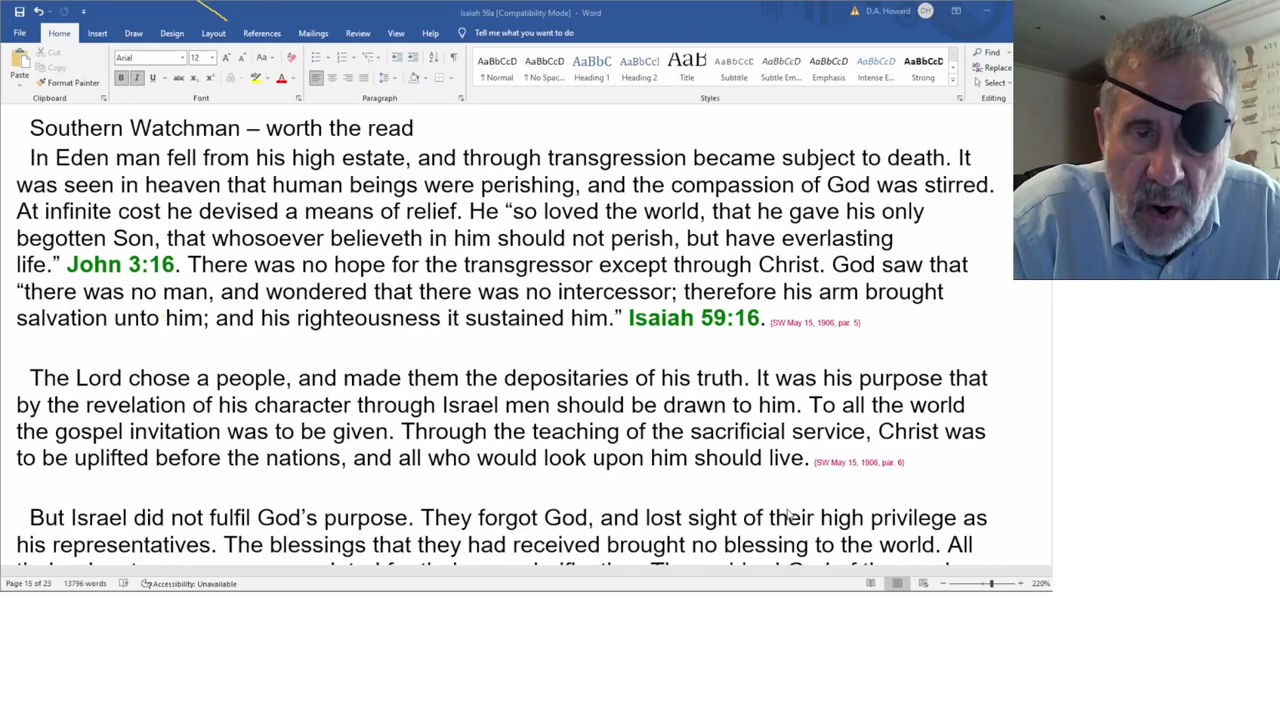 Isaiah 59a [Compatibility Mode] - Word
D.A. Howard
DH
File Home Insert Draw Design Layout References Mailings Review View Help Tell me what you want to do
Paste
Cut
Copy
Format Painter
Clipboard
Arial 12
Font
Paragraph
AaBbCcD AaBbCcD AaBbC AaBbCcl AaB AaBbCcD AaBbCcD AaBbCcD AaBbCcD AaBbCcD
¶ Normal ¶ No Spac... Heading 1 Heading 2 Title Subtitle Subtle Em... Emphasis Intense E... Strong
Styles
Find
Replace
Select
Editing
Southern Watchman – worth the read
In Eden man fell from his high estate, and through transgression became subject to death. It
was seen in heaven that human beings were perishing, and the compassion of God was stirred.
At infinite cost he devised a means of relief. He “so loved the world, that he gave his only
begotten Son, that whosoever believeth in him should not perish, but have everlasting
life.” John 3:16. There was no hope for the transgressor except through Christ. God saw that
“there was no man, and wondered that there was no intercessor; therefore his arm brought
salvation unto him; and his righteousness it sustained him.” Isaiah 59:16. {SW May 15, 1906, par. 5}
The Lord chose a people, and made them the depositaries of his truth. It was his purpose that
by the revelation of his character through Israel men should be drawn to him. To all the world
the gospel invitation was to be given. Through the teaching of the sacrificial service, Christ was
to be uplifted before the nations, and all who would look upon him should live. {SW May 15, 1906, par. 6}
But Israel did not fulfil God’s purpose. They forgot God, and lost sight of their high privilege as
his representatives. The blessings that they had received brought no blessing to the world. All
Page 15 of 23 13796 words Accessibility: Unavailable 220%